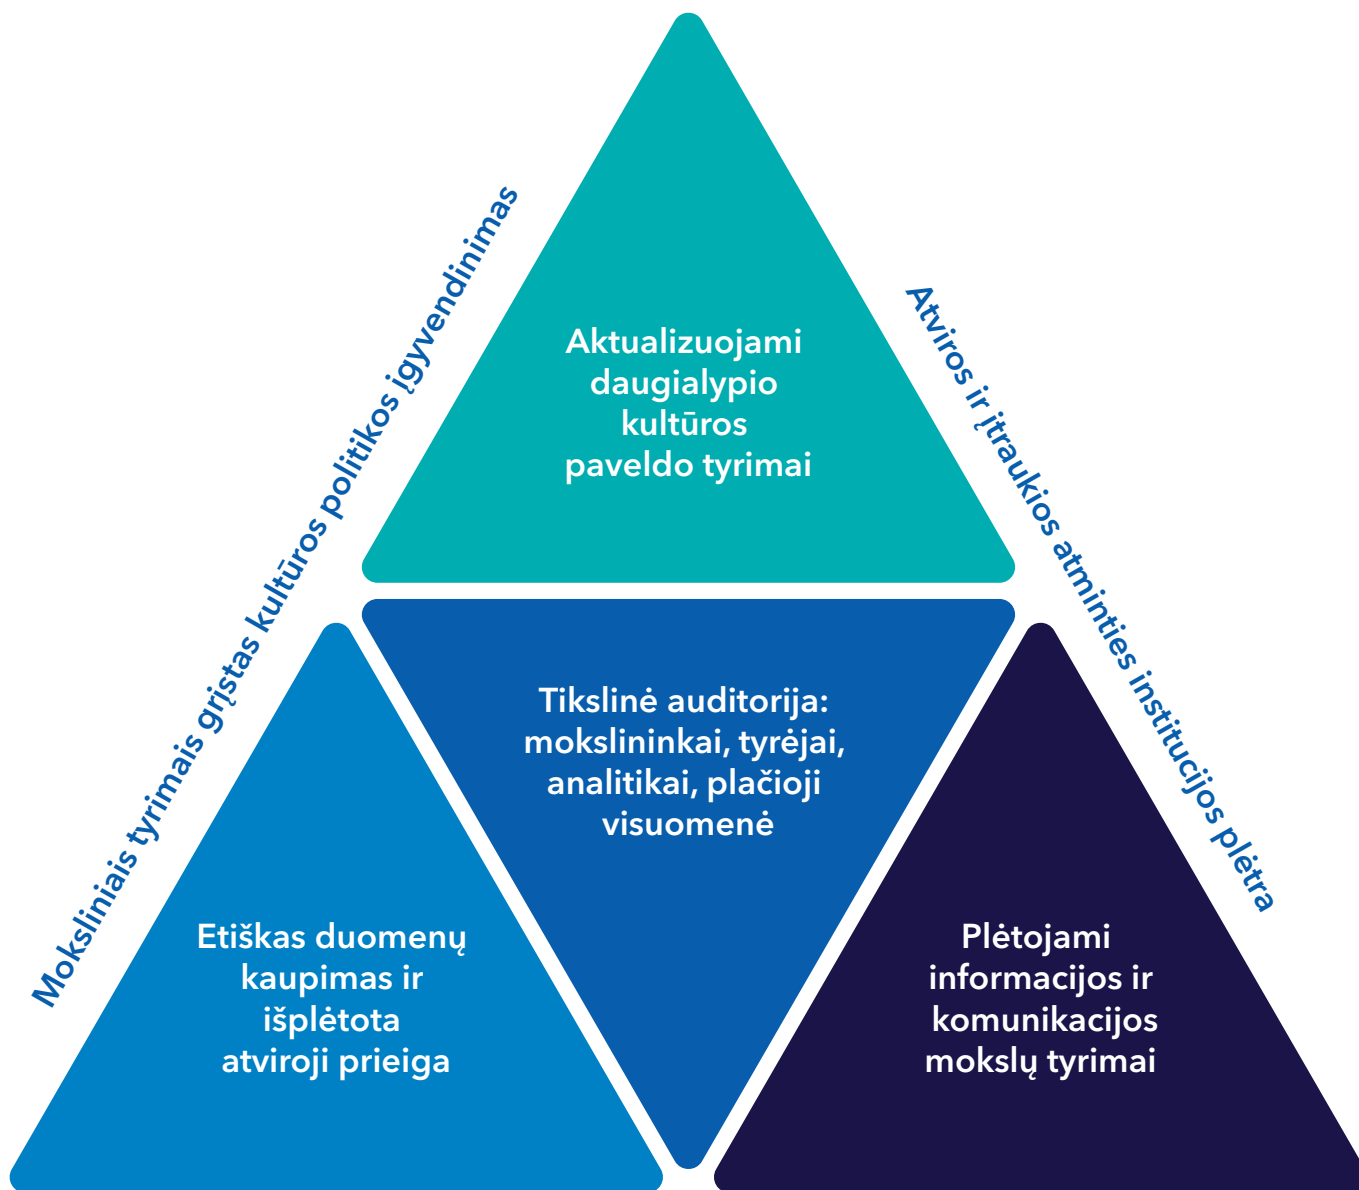 Moksliniais tyrimais grįstas kultūros politikos įgyvendinimas
Atviros ir įtraukios atminties institucijos plėtra
Aktualizuojami
daugialypio
kultūros
paveldo tyrimai
Tikslinė auditorija:
mokslininkai, tyrėjai,
analitikai, plačioji
visuomenė
Etiškas duomenų
kaupimas ir
išplėtota
atviroji prieiga
Plėtojami
informacijos ir
komunikacijos
mokslų tyrimai